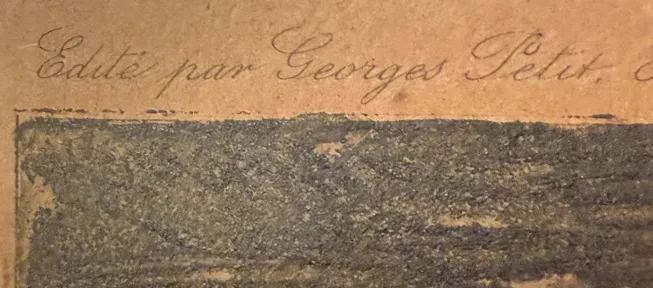 Edité par Georges Petit.